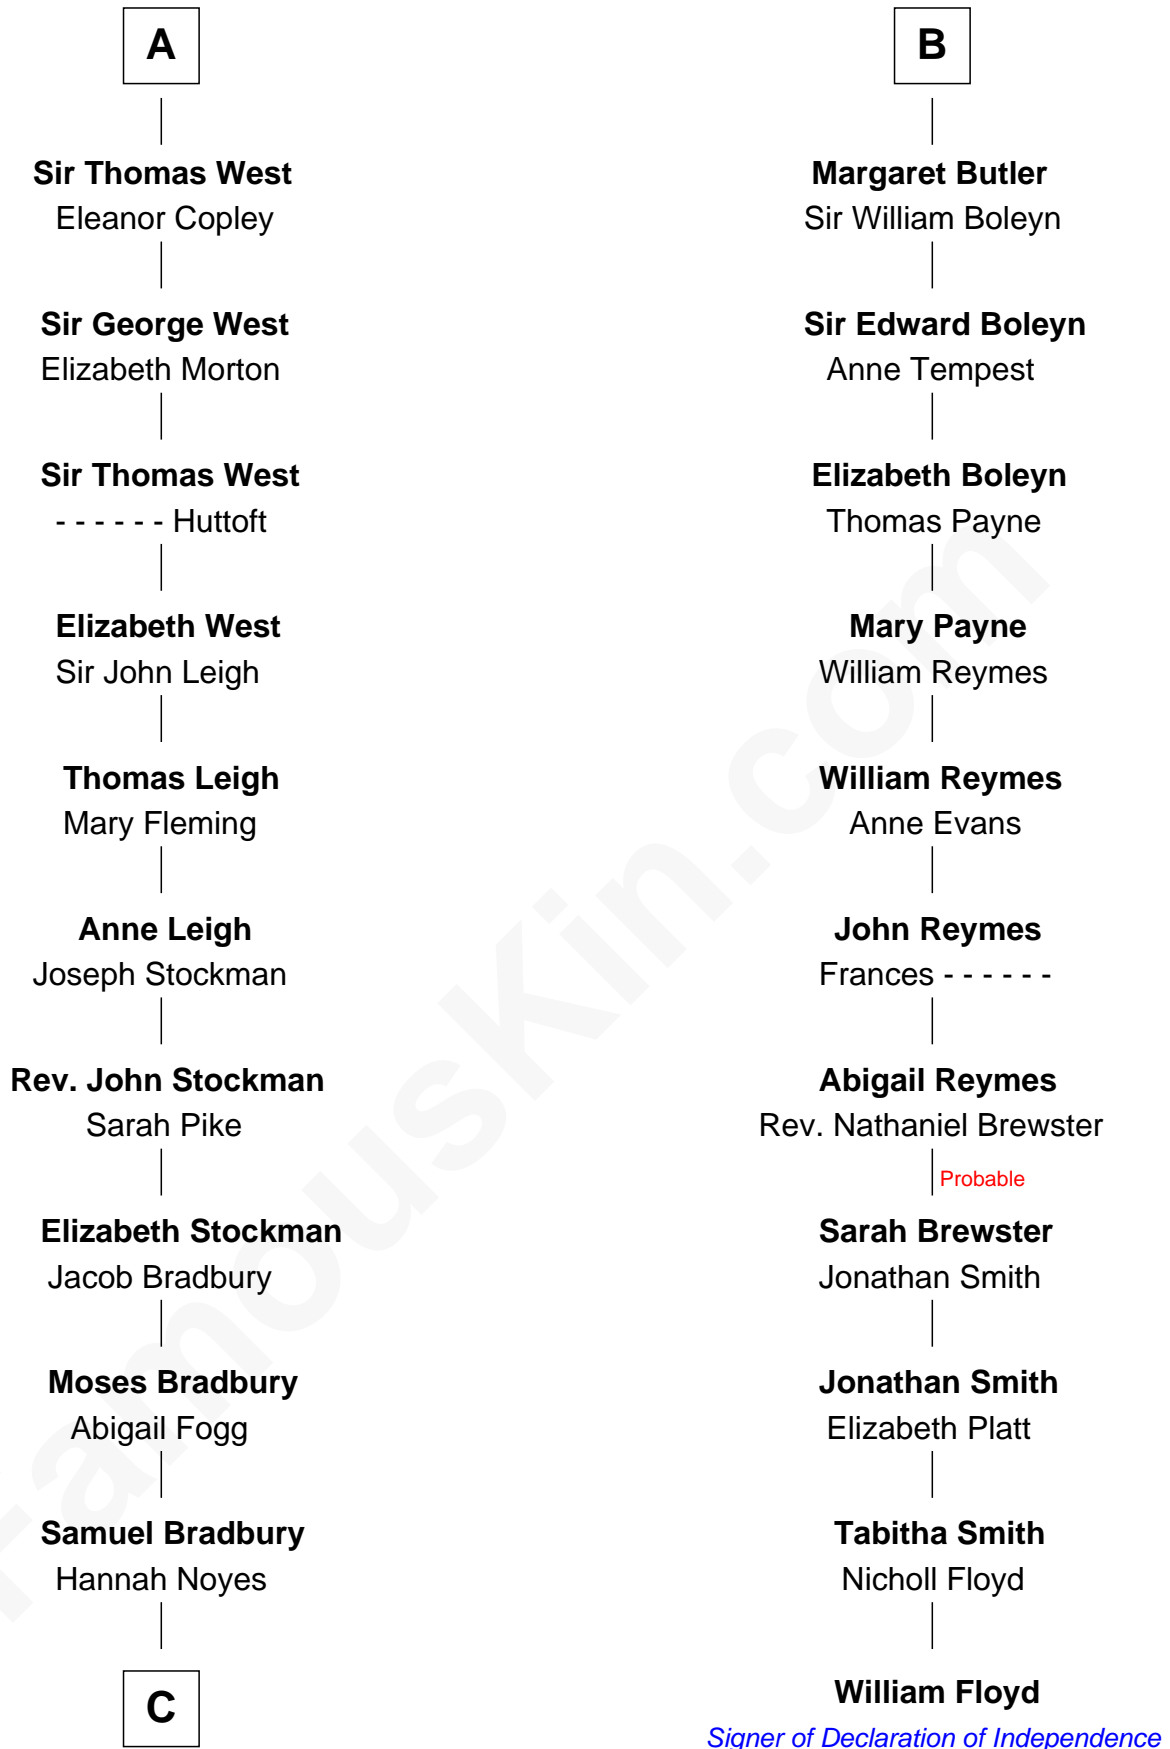 A
Sir Thomas West
Eleanor Copley
Sir George West
Elizabeth Morton
Sir Thomas West
- - - - - - Huttoft
Elizabeth West
Sir John Leigh
Thomas Leigh
Mary Fleming
Anne Leigh
Joseph Stockman
Rev. John Stockman
Sarah Pike
Elizabeth Stockman
Jacob Bradbury
Moses Bradbury
Abigail Fogg
Samuel Bradbury
Hannah Noyes
C
B
Margaret Butler
Sir William Boleyn
Sir Edward Boleyn
Anne Tempest
Elizabeth Boleyn
Thomas Payne
Mary Payne
William Reymes
William Reymes
Anne Evans
John Reymes
Frances - - - - - -
Abigail Reymes
Rev. Nathaniel Brewster
Probable
Sarah Brewster
Jonathan Smith
Jonathan Smith
Elizabeth Platt
Tabitha Smith
Nicholl Floyd
William Floyd
Signer of Declaration of Independence
FamousKin.com